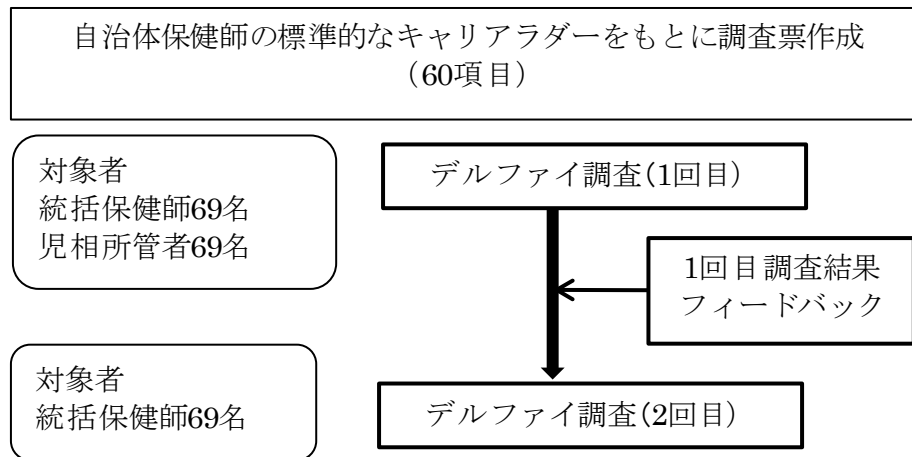 自治体保健師の標準的なキャリアラダーをもとに調査票作成
（60項目）
対象者
統括保健師69名
児相所管者69名
デルファイ調査(1回目)
1回目調査結果
フィードバック
対象者
統括保健師69名
デルファイ調査(2回目)